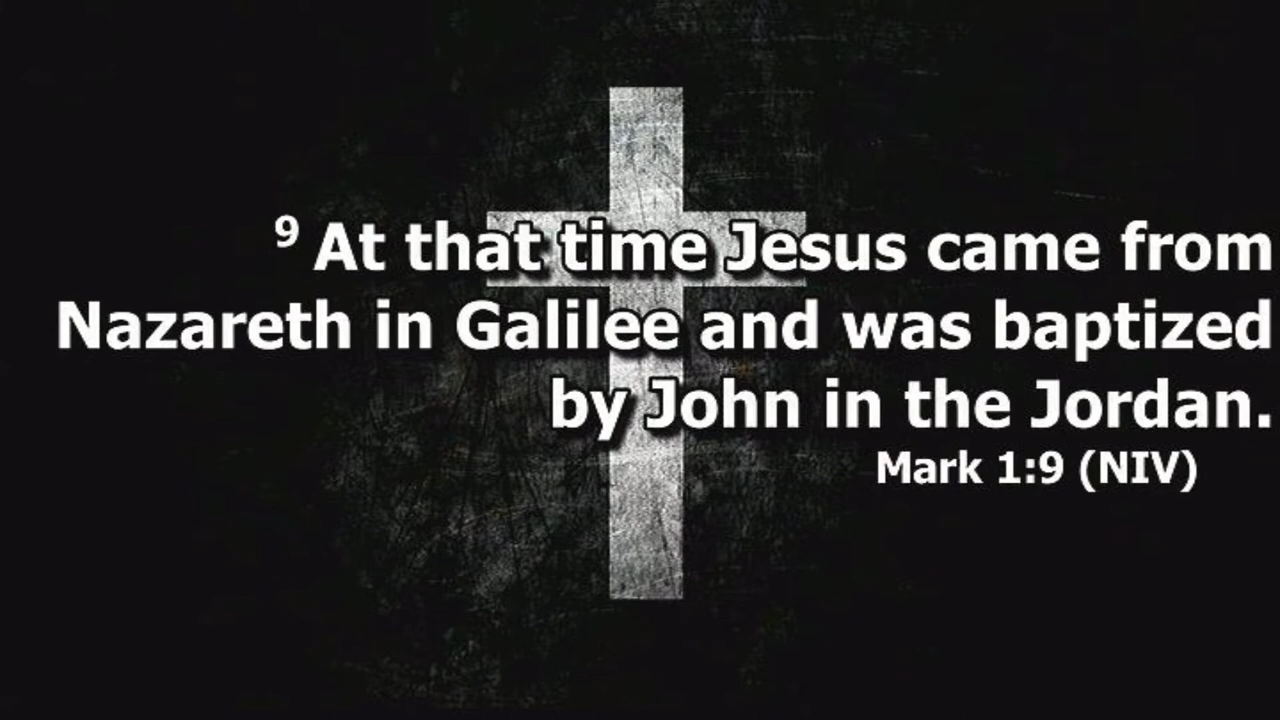 ⁹ At that time Jesus came from
Nazareth in Galilee and was baptized
by John in the Jordan.
Mark 1:9 (NIV)